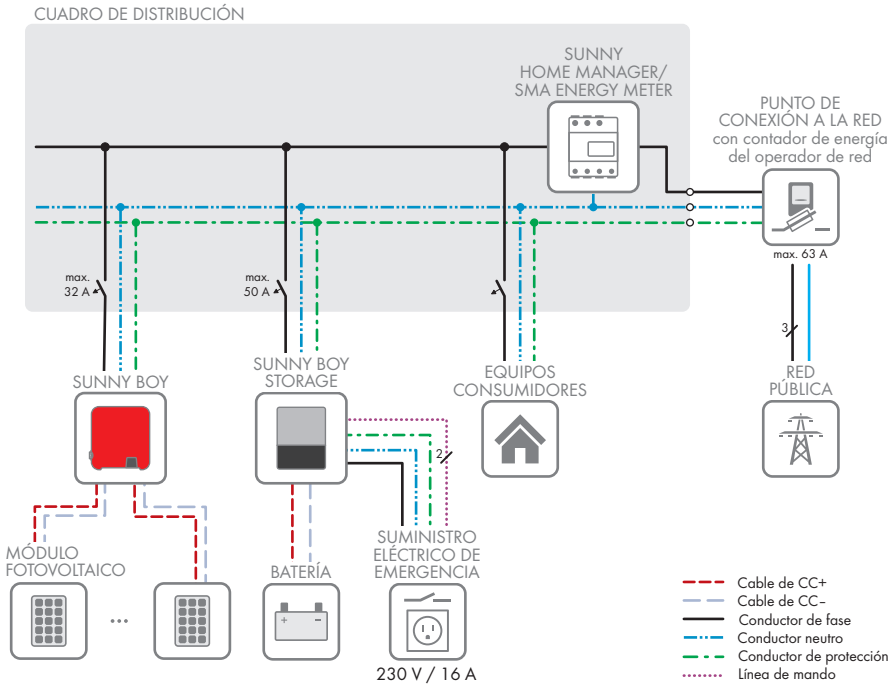 CUADRO DE DISTRIBUCIÓN
SUNNY
HOME MANAGER/
SMA ENERGY METER
PUNTO DE
CONEXIÓN A LA RED
con contador de energía
del operador de red
max. 63 A
max.
32 A
max.
50 A
3
SUNNY BOY
SUNNY BOY
STORAGE
EQUIPOS
CONSUMIDORES
RED
PÚBLICA
2
MÓDULO
FOTOVOLTAICO
...
BATERÍA
+ -
SUMINISTRO
ELÉCTRICO DE
EMERGENCIA
230 V / 16 A
Cable de CC+
Cable de CC-
Conductor de fase
Conductor neutro
Conductor de protección
Línea de mando